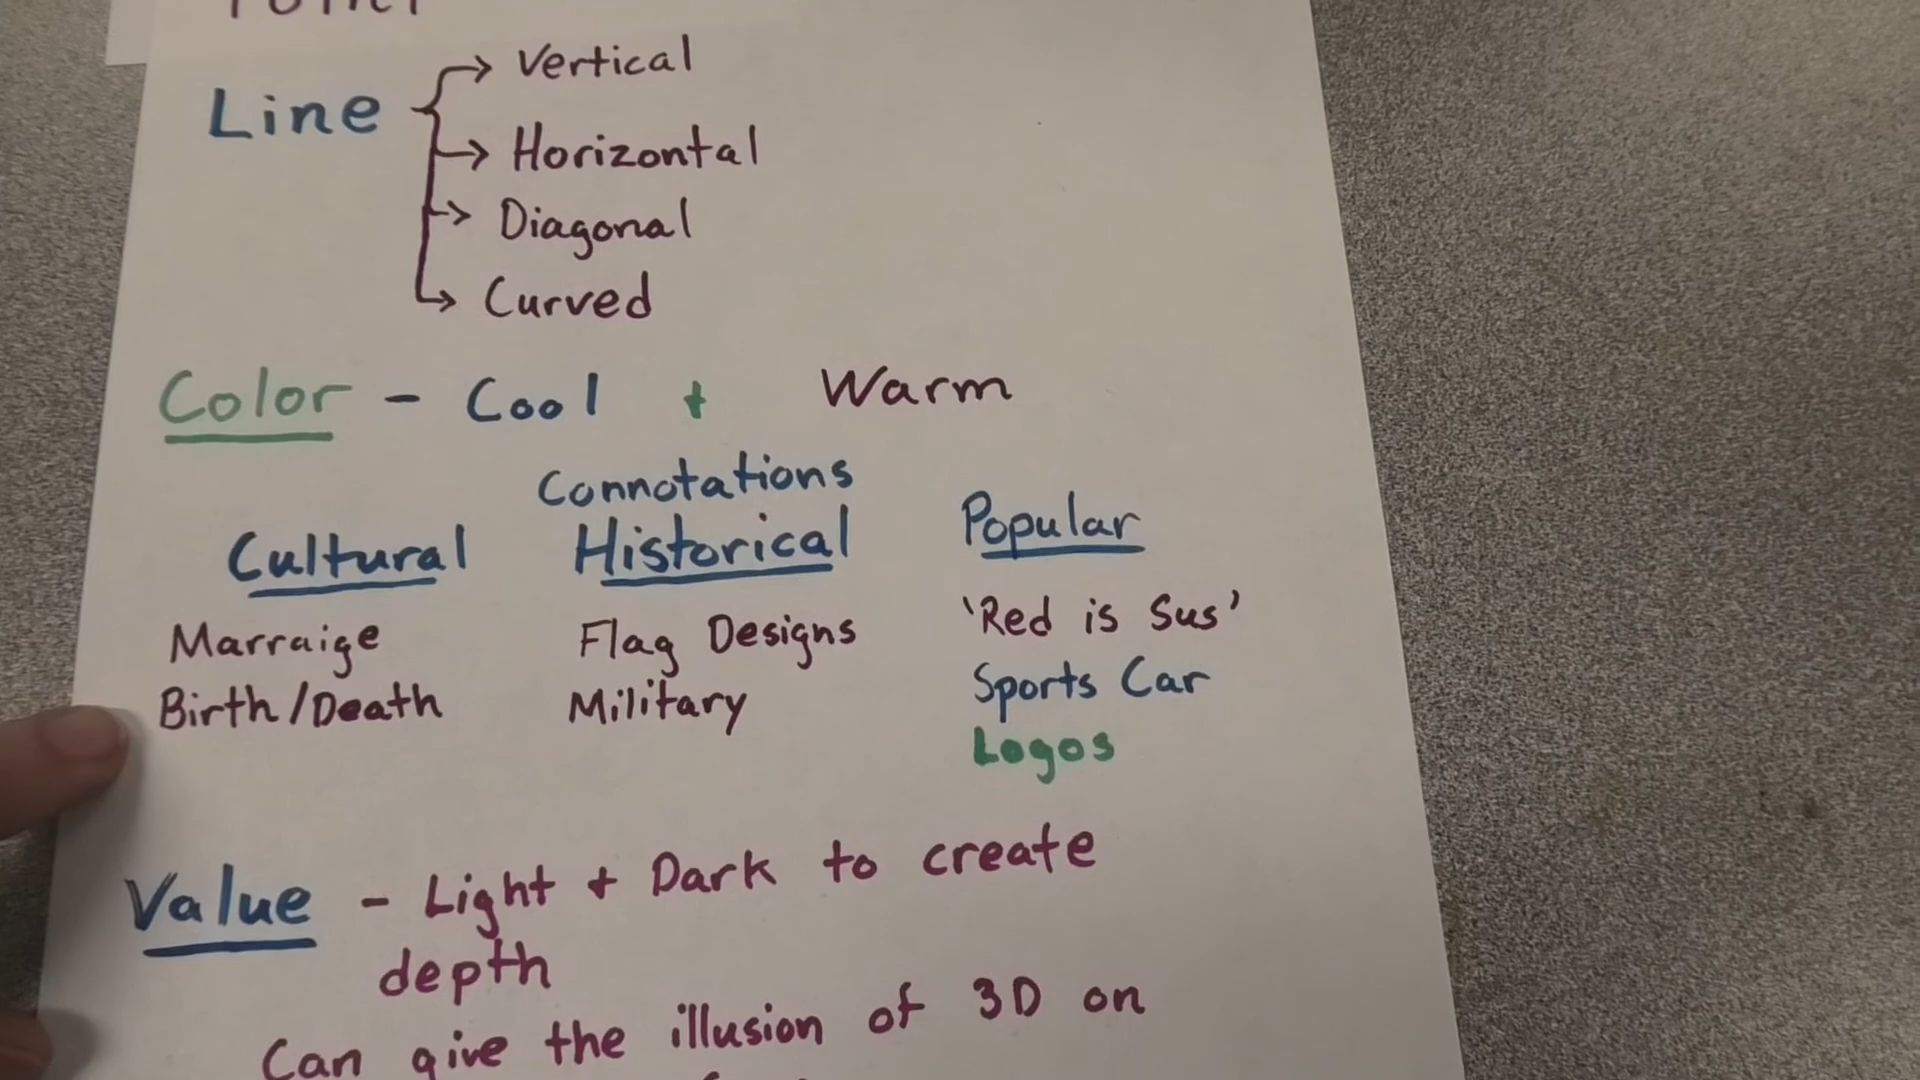 Point
Line
Vertical
Horizontal
Diagonal
Curved
Color - Cool + Warm
Connotations
Cultural Historical Popular
Marraige Flag Designs 'Red is Sus'
Birth/Death Military Sports Car
Logos
Value - Light + Dark to create
depth
Can give the illusion of 3D on